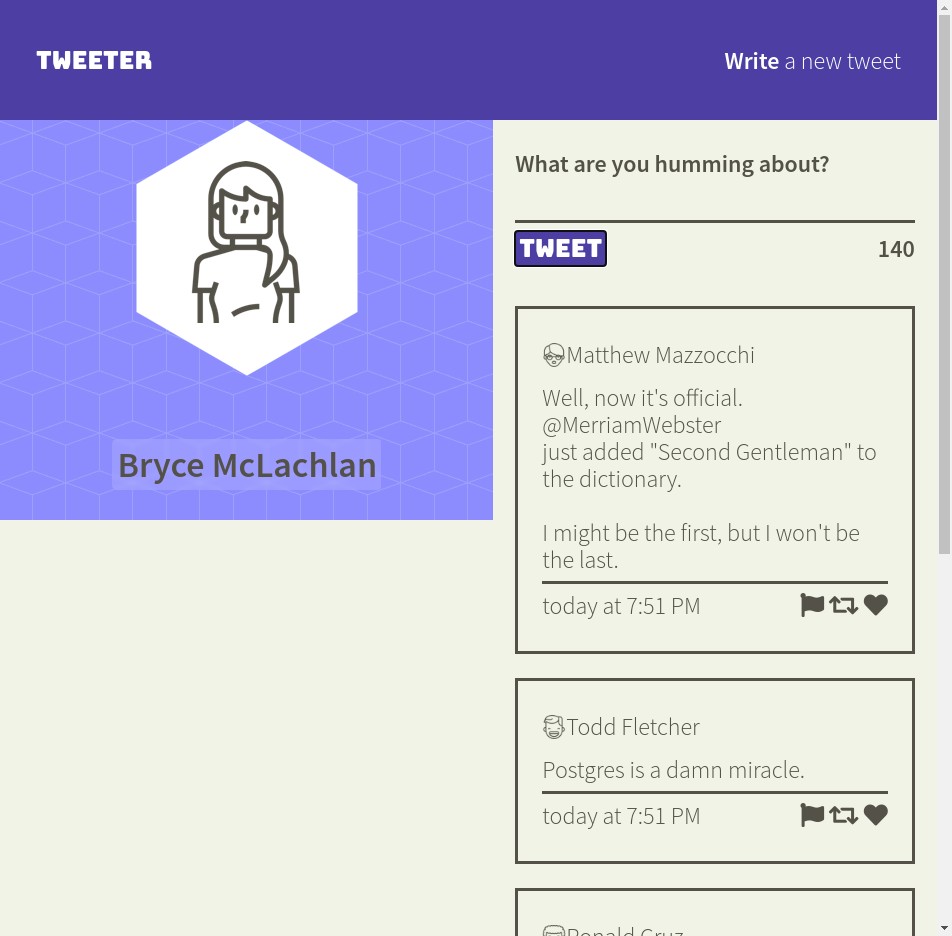 TWEETER
Write a new tweet
Bryce McLachlan
What are you humming about?
TWEET
140
Matthew Mazzocchi
Well, now it's official.
@MerriamWebster
just added "Second Gentleman" to
the dictionary.
I might be the first, but I won't be
the last.
today at 7:51 PM
Todd Fletcher
Postgres is a damn miracle.
today at 7:51 PM
Ronald Cruz